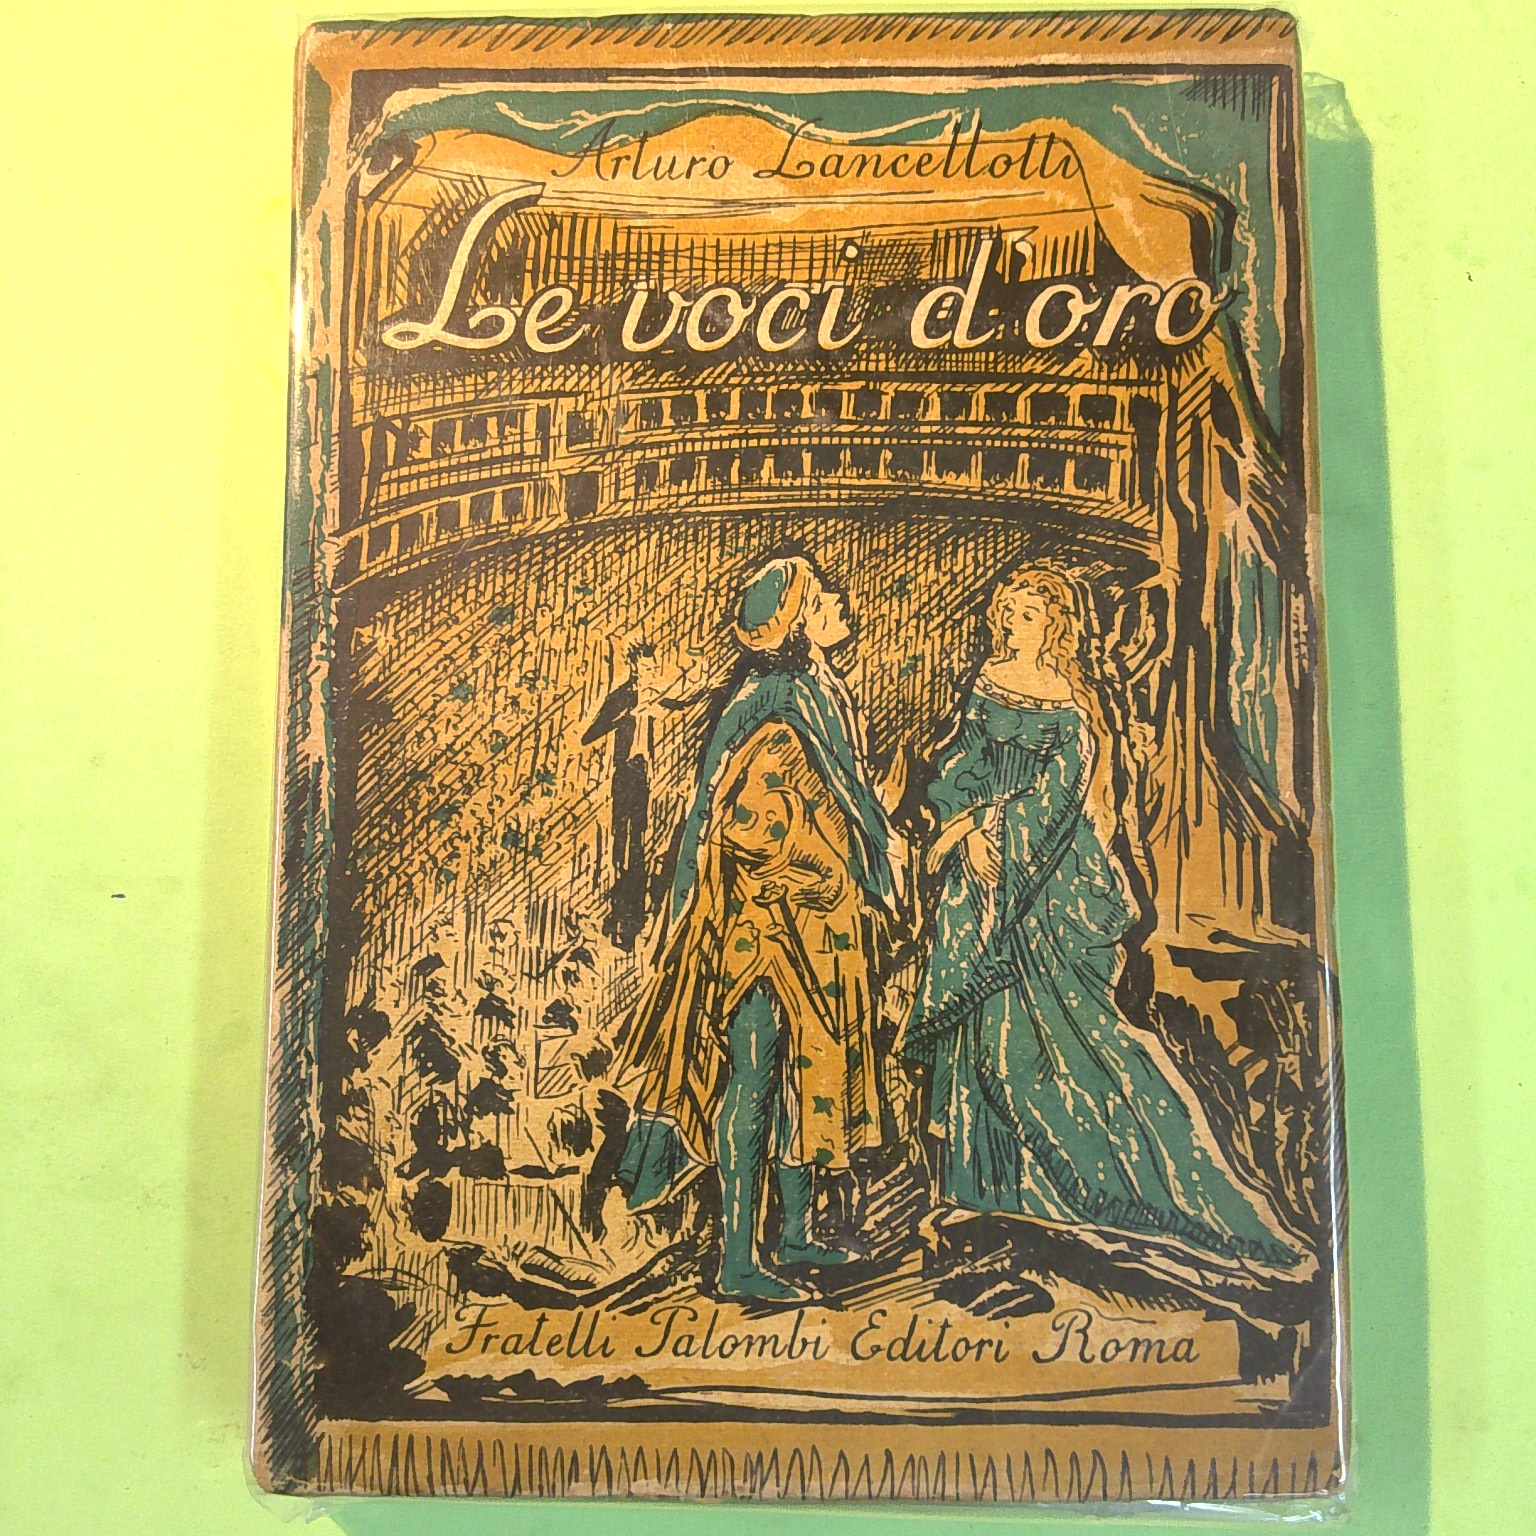 Arturo Lancellotti
Le voci d'oro
Fratelli Palombi Editori Roma